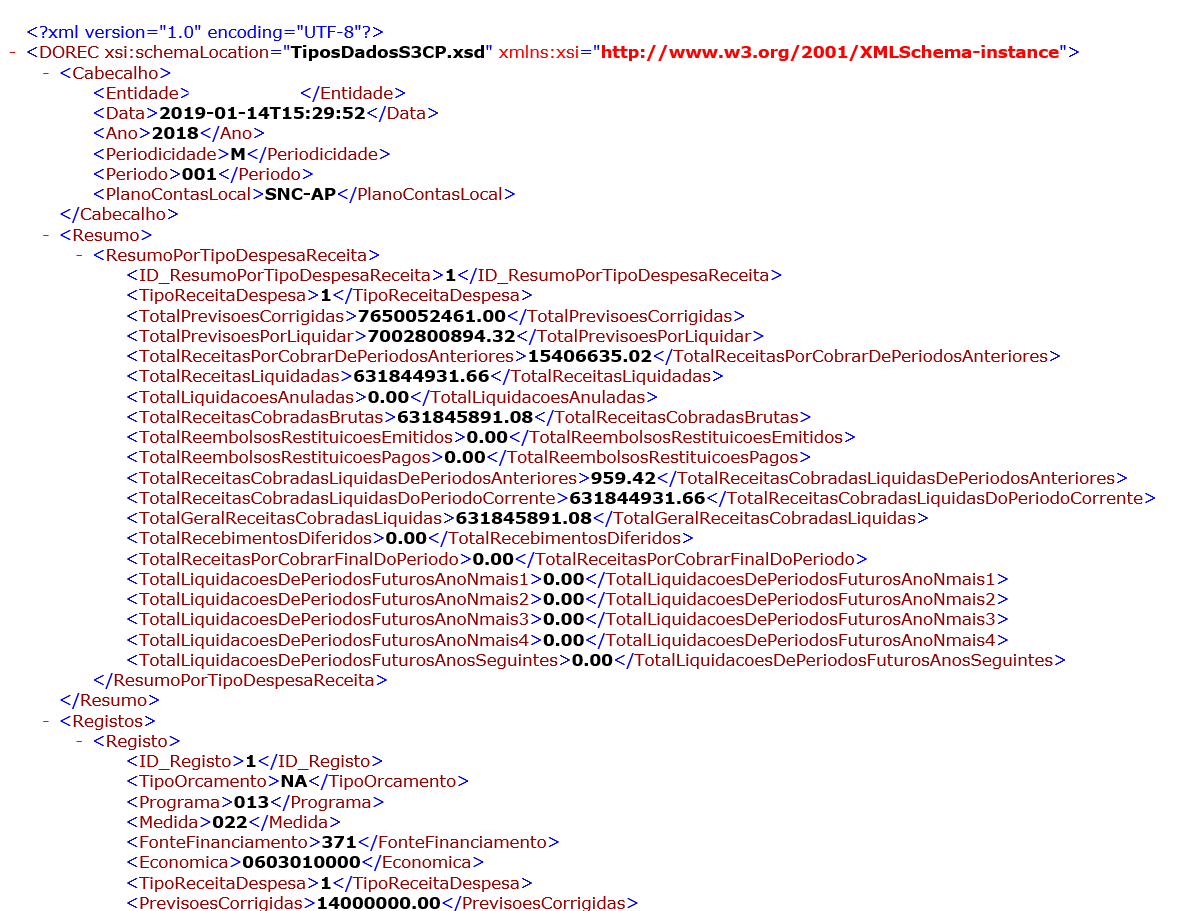 <?xml version="1.0" encoding="UTF-8"?>
- <DOREC xsi:schemaLocation="TiposDadosS3CP.xsd" xmlns:xsi="http://www.w3.org/2001/XMLSchema-instance">
- <Cabecalho>
<Entidade> </Entidade>
<Data>2019-01-14T15:29:52</Data>
<Ano>2018</Ano>
<Periodicidade>M</Periodicidade>
<Periodo>001</Periodo>
<PlanoContasLocal>SNC-AP</PlanoContasLocal>
</Cabecalho>
- <Resumo>
- <ResumoPorTipoDespesaReceita>
<ID_ResumoPorTipoDespesaReceita>1</ID_ResumoPorTipoDespesaReceita>
<TipoReceitaDespesa>1</TipoReceitaDespesa>
<TotalPrevisoesCorrigidas>7650052461.00</TotalPrevisoesCorrigidas>
<TotalPrevisoesPorLiquidar>7002800894.32</TotalPrevisoesPorLiquidar>
<TotalReceitasPorCobrarDePeriodosAnteriores>15406635.02</TotalReceitasPorCobrarDePeriodosAnteriores>
<TotalReceitasLiquidadas>631844931.66</TotalReceitasLiquidadas>
<TotalLiquidacoesAnuladas>0.00</TotalLiquidacoesAnuladas>
<TotalReceitasCobradasBrutas>631845891.08</TotalReceitasCobradasBrutas>
<TotalReembolsosRestituicoesEmitidos>0.00</TotalReembolsosRestituicoesEmitidos>
<TotalReembolsosRestituicoesPagos>0.00</TotalReembolsosRestituicoesPagos>
<TotalReceitasCobradasLiquidasDePeriodosAnteriores>959.42</TotalReceitasCobradasLiquidasDePeriodosAnteriores>
<TotalReceitasCobradasLiquidasDoPeriodoCorrente>631844931.66</TotalReceitasCobradasLiquidasDoPeriodoCorrente>
<TotalGeralReceitasCobradasLiquidas>631845891.08</TotalGeralReceitasCobradasLiquidas>
<TotalRecebimentosDiferidos>0.00</TotalRecebimentosDiferidos>
<TotalReceitasPorCobrarFinalDoPeriodo>0.00</TotalReceitasPorCobrarFinalDoPeriodo>
<TotalLiquidacoesDePeriodosFuturosAnoNmais1>0.00</TotalLiquidacoesDePeriodosFuturosAnoNmais1>
<TotalLiquidacoesDePeriodosFuturosAnoNmais2>0.00</TotalLiquidacoesDePeriodosFuturosAnoNmais2>
<TotalLiquidacoesDePeriodosFuturosAnoNmais3>0.00</TotalLiquidacoesDePeriodosFuturosAnoNmais3>
<TotalLiquidacoesDePeriodosFuturosAnoNmais4>0.00</TotalLiquidacoesDePeriodosFuturosAnoNmais4>
<TotalLiquidacoesDePeriodosFuturosAnosSeguintes>0.00</TotalLiquidacoesDePeriodosFuturosAnosSeguintes>
</ResumoPorTipoDespesaReceita>
</Resumo>
- <Registos>
- <Registo>
<ID_Registo>1</ID_Registo>
<TipoOrcamento>NA</TipoOrcamento>
<Programa>013</Programa>
<Medida>022</Medida>
<FonteFinanciamento>371</FonteFinanciamento>
<Economica>0603010000</Economica>
<TipoReceitaDespesa>1</TipoReceitaDespesa>
<PrevisoesCorrigidas>14000000.00</PrevisoesCorrigidas>